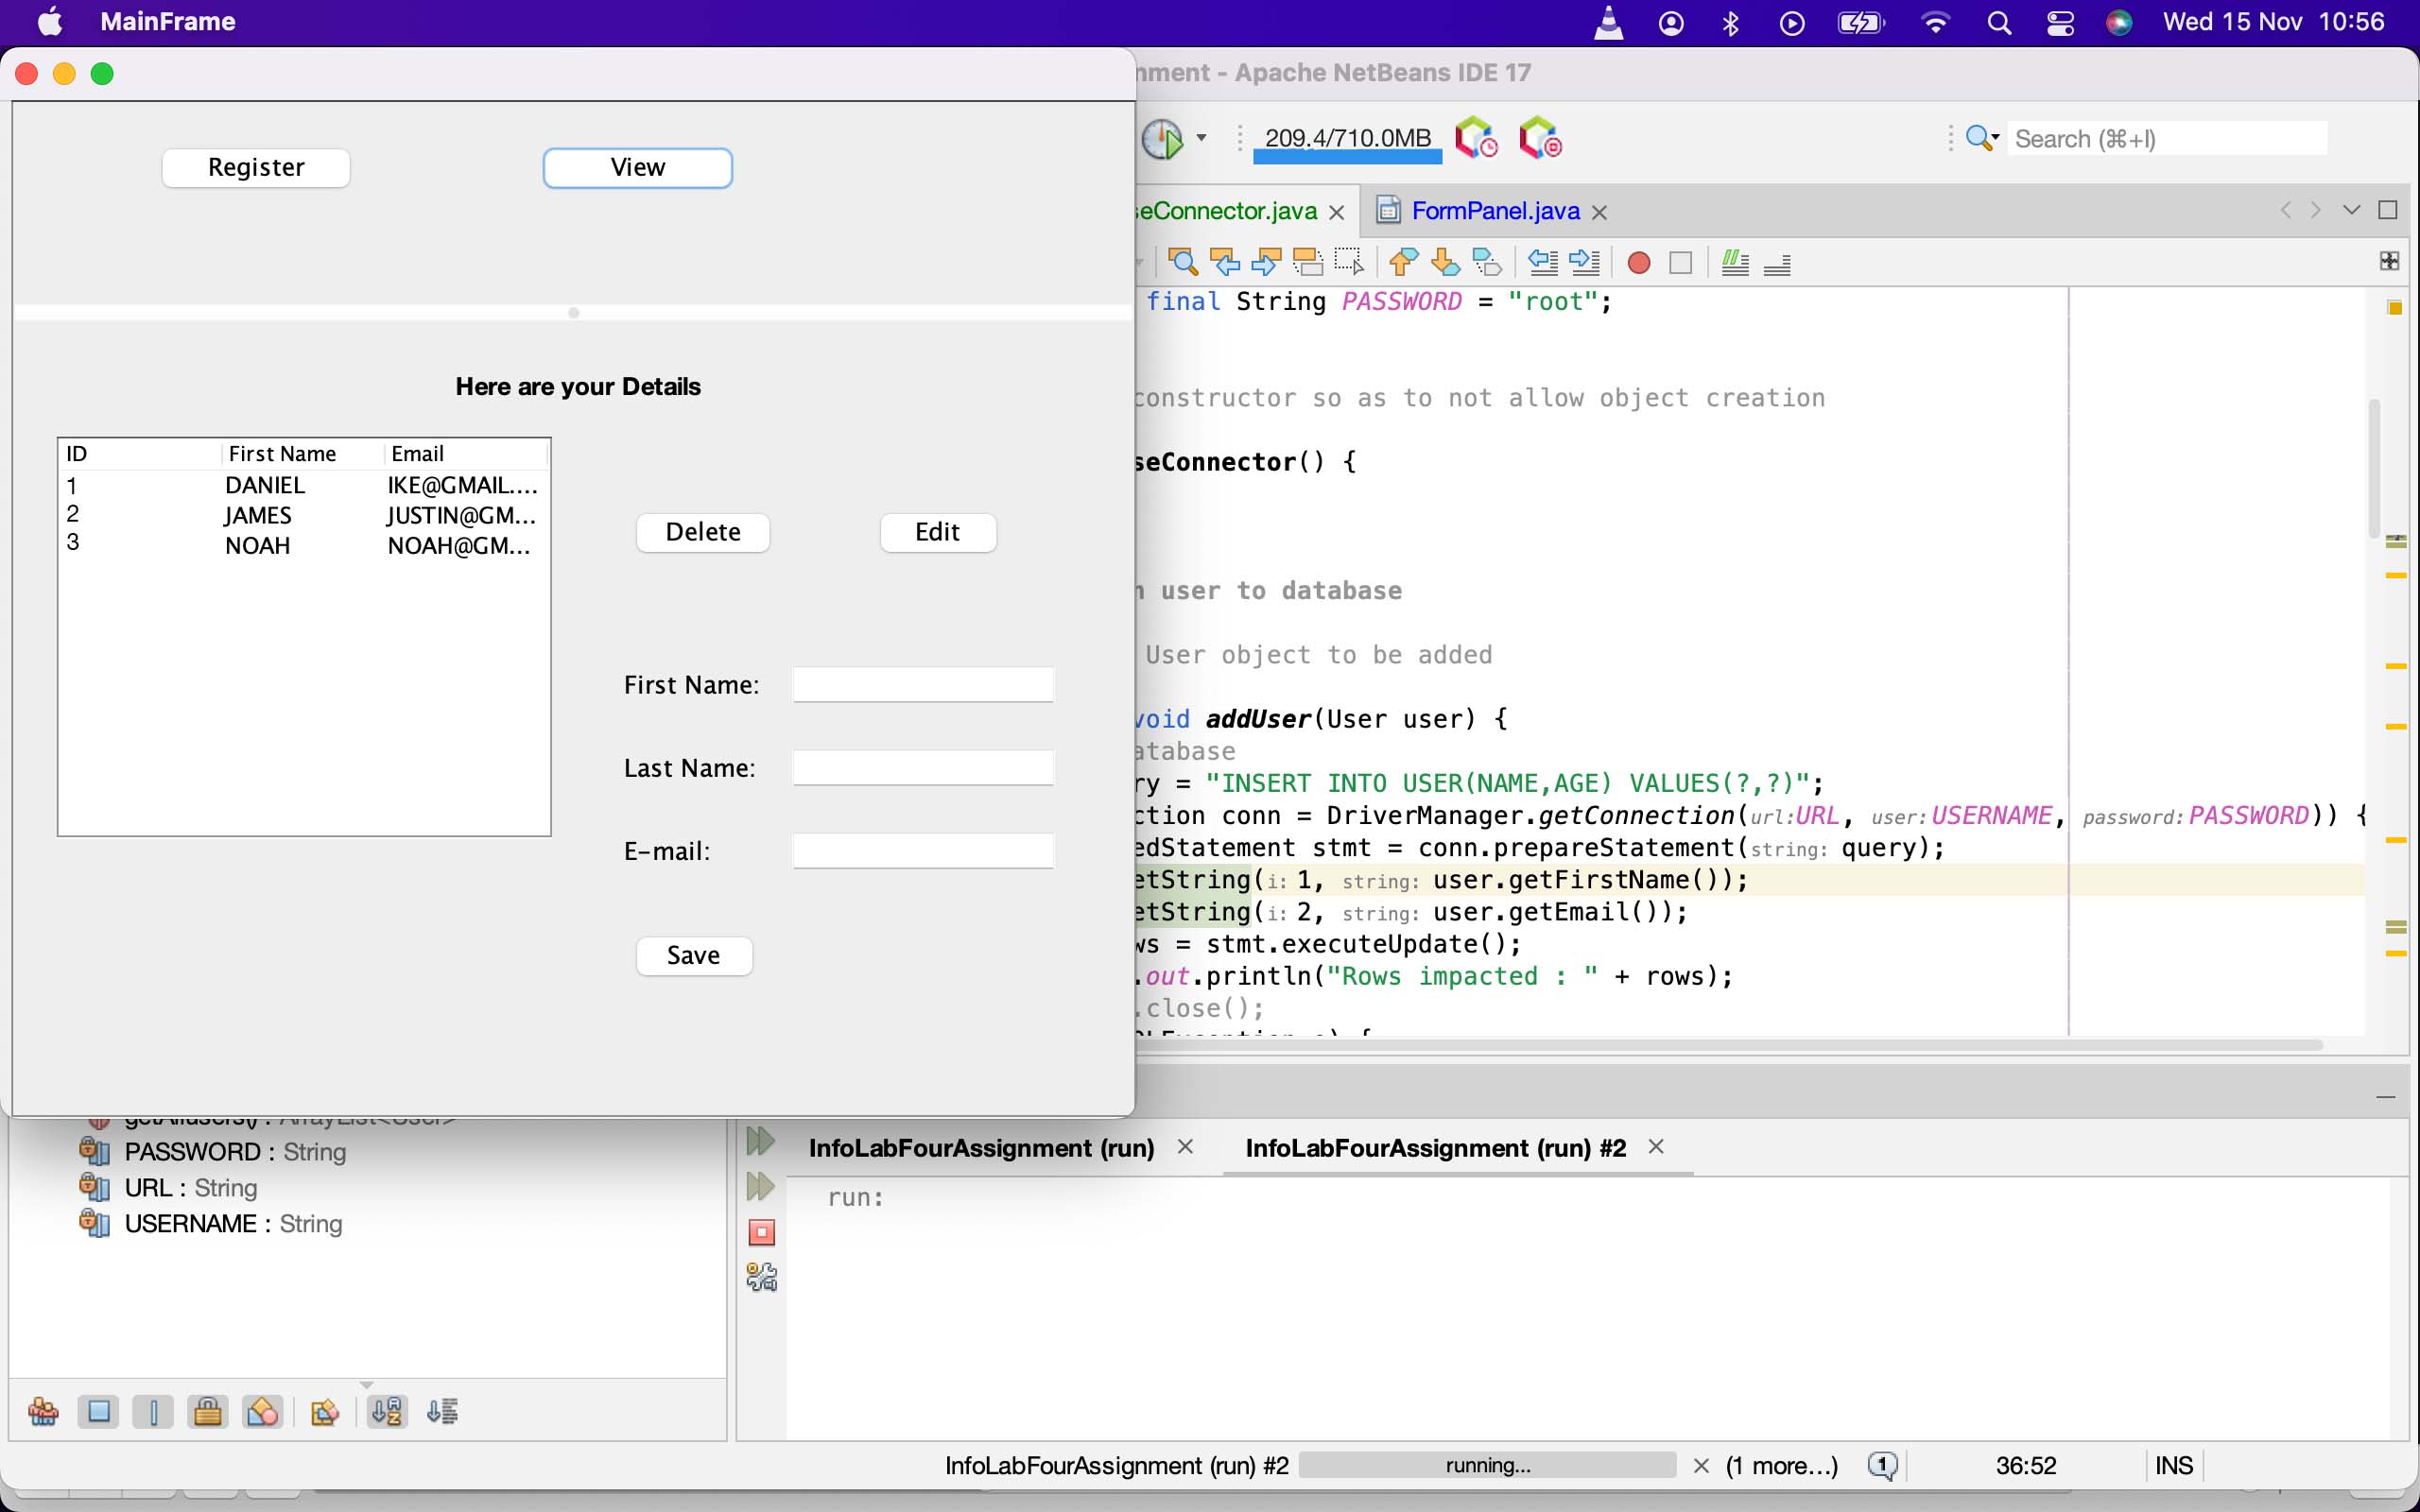 MainFrame
Wed 15 Nov 10:56
nment - Apache NetBeans IDE 17
Register
View
209.4/710.0MB
Search (⌘+I)
seConnector.java
FormPanel.java
Here are your Details
ID First Name Email
1 DANIEL IKE@GMAIL....
2 JAMES JUSTIN@GM...
3 NOAH NOAH@GM...
Delete
Edit
First Name:
Last Name:
E-mail:
Save
final String PASSWORD = "root";
constructor so as to not allow object creation
seConnector() {
n user to database
User object to be added
void addUser(User user) {
atabase
ry = "INSERT INTO USER(NAME,AGE) VALUES(?,?)";
ction conn = DriverManager.getConnection(url:URL, user:USERNAME, password:PASSWORD)) {
edStatement stmt = conn.prepareStatement(string: query);
etString(i: 1, string: user.getFirstName());
etString(i: 2, string: user.getEmail());
ws = stmt.executeUpdate();
.out.println("Rows impacted : " + rows);
.close();
PASSWORD : String
URL : String
USERNAME : String
InfoLabFourAssignment (run)
InfoLabFourAssignment (run) #2
run:
InfoLabFourAssignment (run) #2
running...
(1 more...)
1
36:52
INS